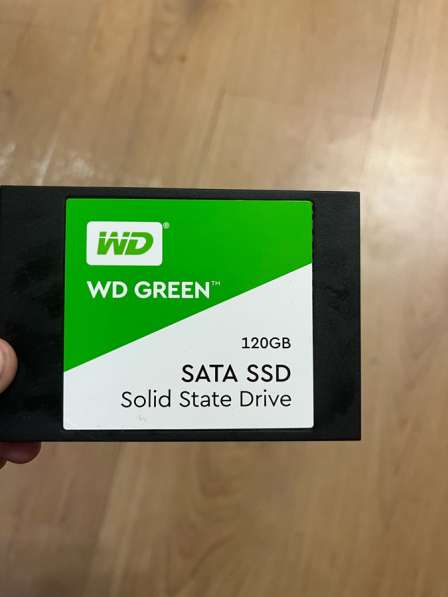 WD®
WD GREEN™
120GB
SATA SSD
Solid State Drive